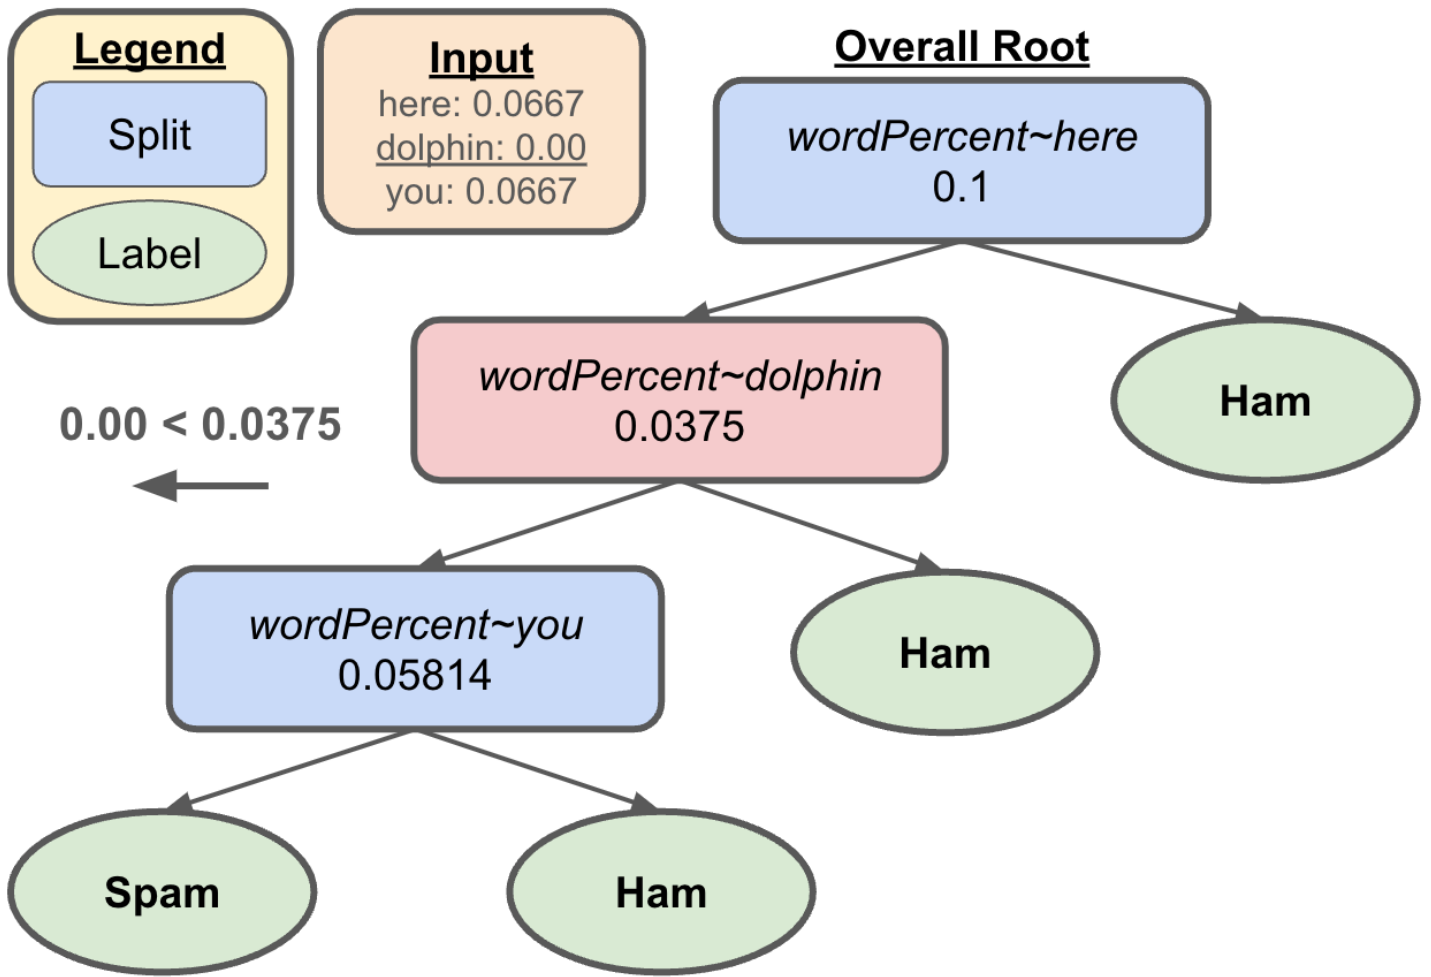 Legend
Split
Label
Input
here: 0.0667
dolphin: 0.00
you: 0.0667
Overall Root
wordPercent~here
0.1
wordPercent~dolphin
0.0375
Ham
0.00 < 0.0375
wordPercent~you
0.05814
Ham
Spam
Ham